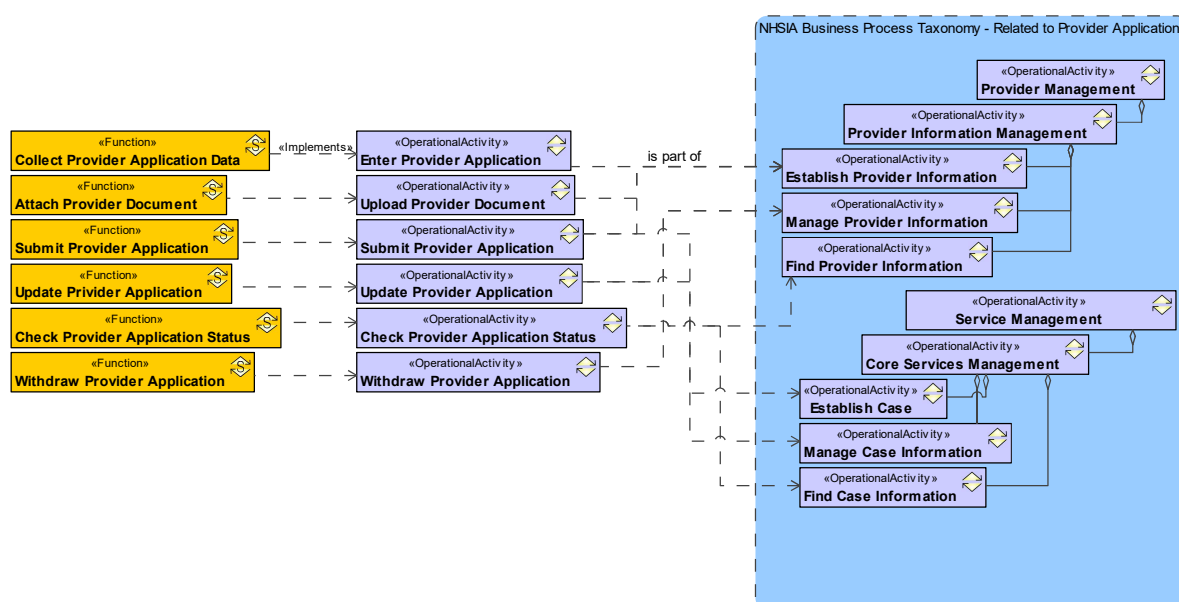 NHSIA Business Process Taxonomy - Related to Provider Application
«OperationalActivity»
Provider Management
«OperationalActivity»
Provider Information Management
«Function»
Collect Provider Application Data
«Implements»
«OperationalActivity»
Enter Provider Application
is part of
«OperationalActivity»
Establish Provider Information
«Function»
Attach Provider Document
«OperationalActivity»
Upload Provider Document
«OperationalActivity»
Manage Provider Information
«Function»
Submit Provider Application
«OperationalActivity»
Submit Provider Application
«OperationalActivity»
Find Provider Information
«Function»
Update Privider Application
«OperationalActivity»
Update Provider Application
«OperationalActivity»
Service Management
«Function»
Check Provider Application Status
«OperationalActivity»
Check Provider Application Status
«OperationalActivity»
Core Services Management
«Function»
Withdraw Provider Application
«OperationalActivity»
Withdraw Provider Application
«OperationalActivity»
Establish Case
«OperationalActivity»
Manage Case Information
«OperationalActivity»
Find Case Information